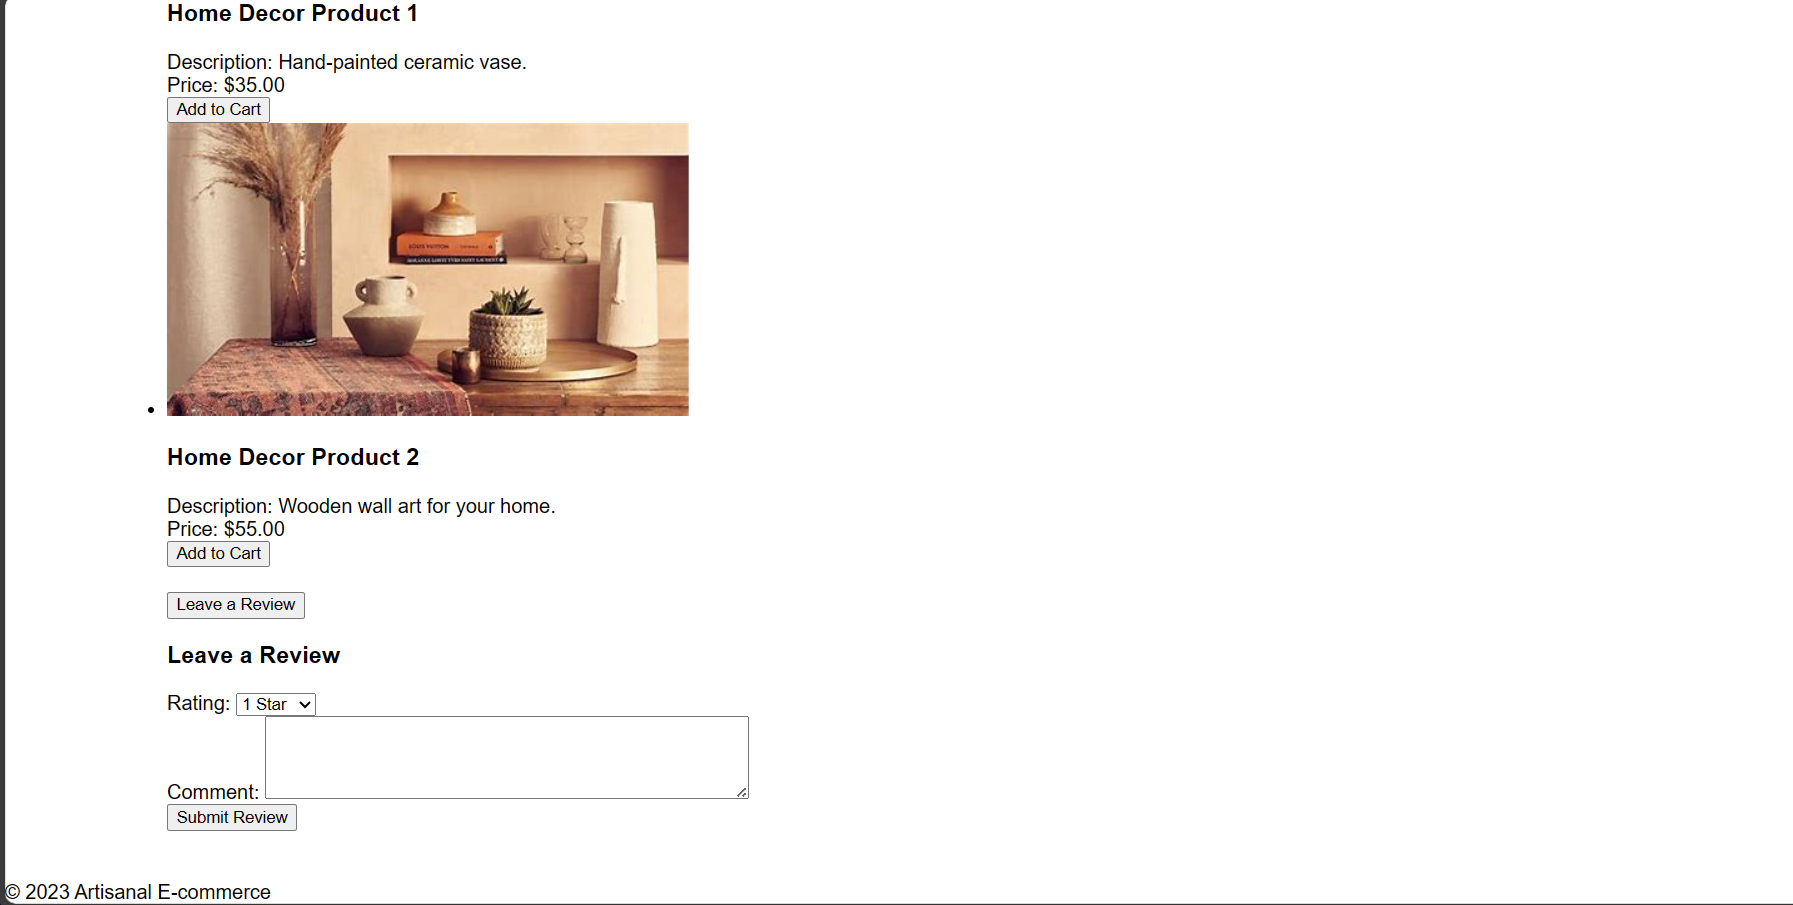 Home Decor Product 1
Description: Hand-painted ceramic vase.
Price: $35.00
Add to Cart
LOUIS VUITTON
Home Decor Product 2
Description: Wooden wall art for your home.
Price: $55.00
Add to Cart
Leave a Review
Leave a Review
Rating: 1 Star
Comment:
Submit Review
© 2023 Artisanal E-commerce